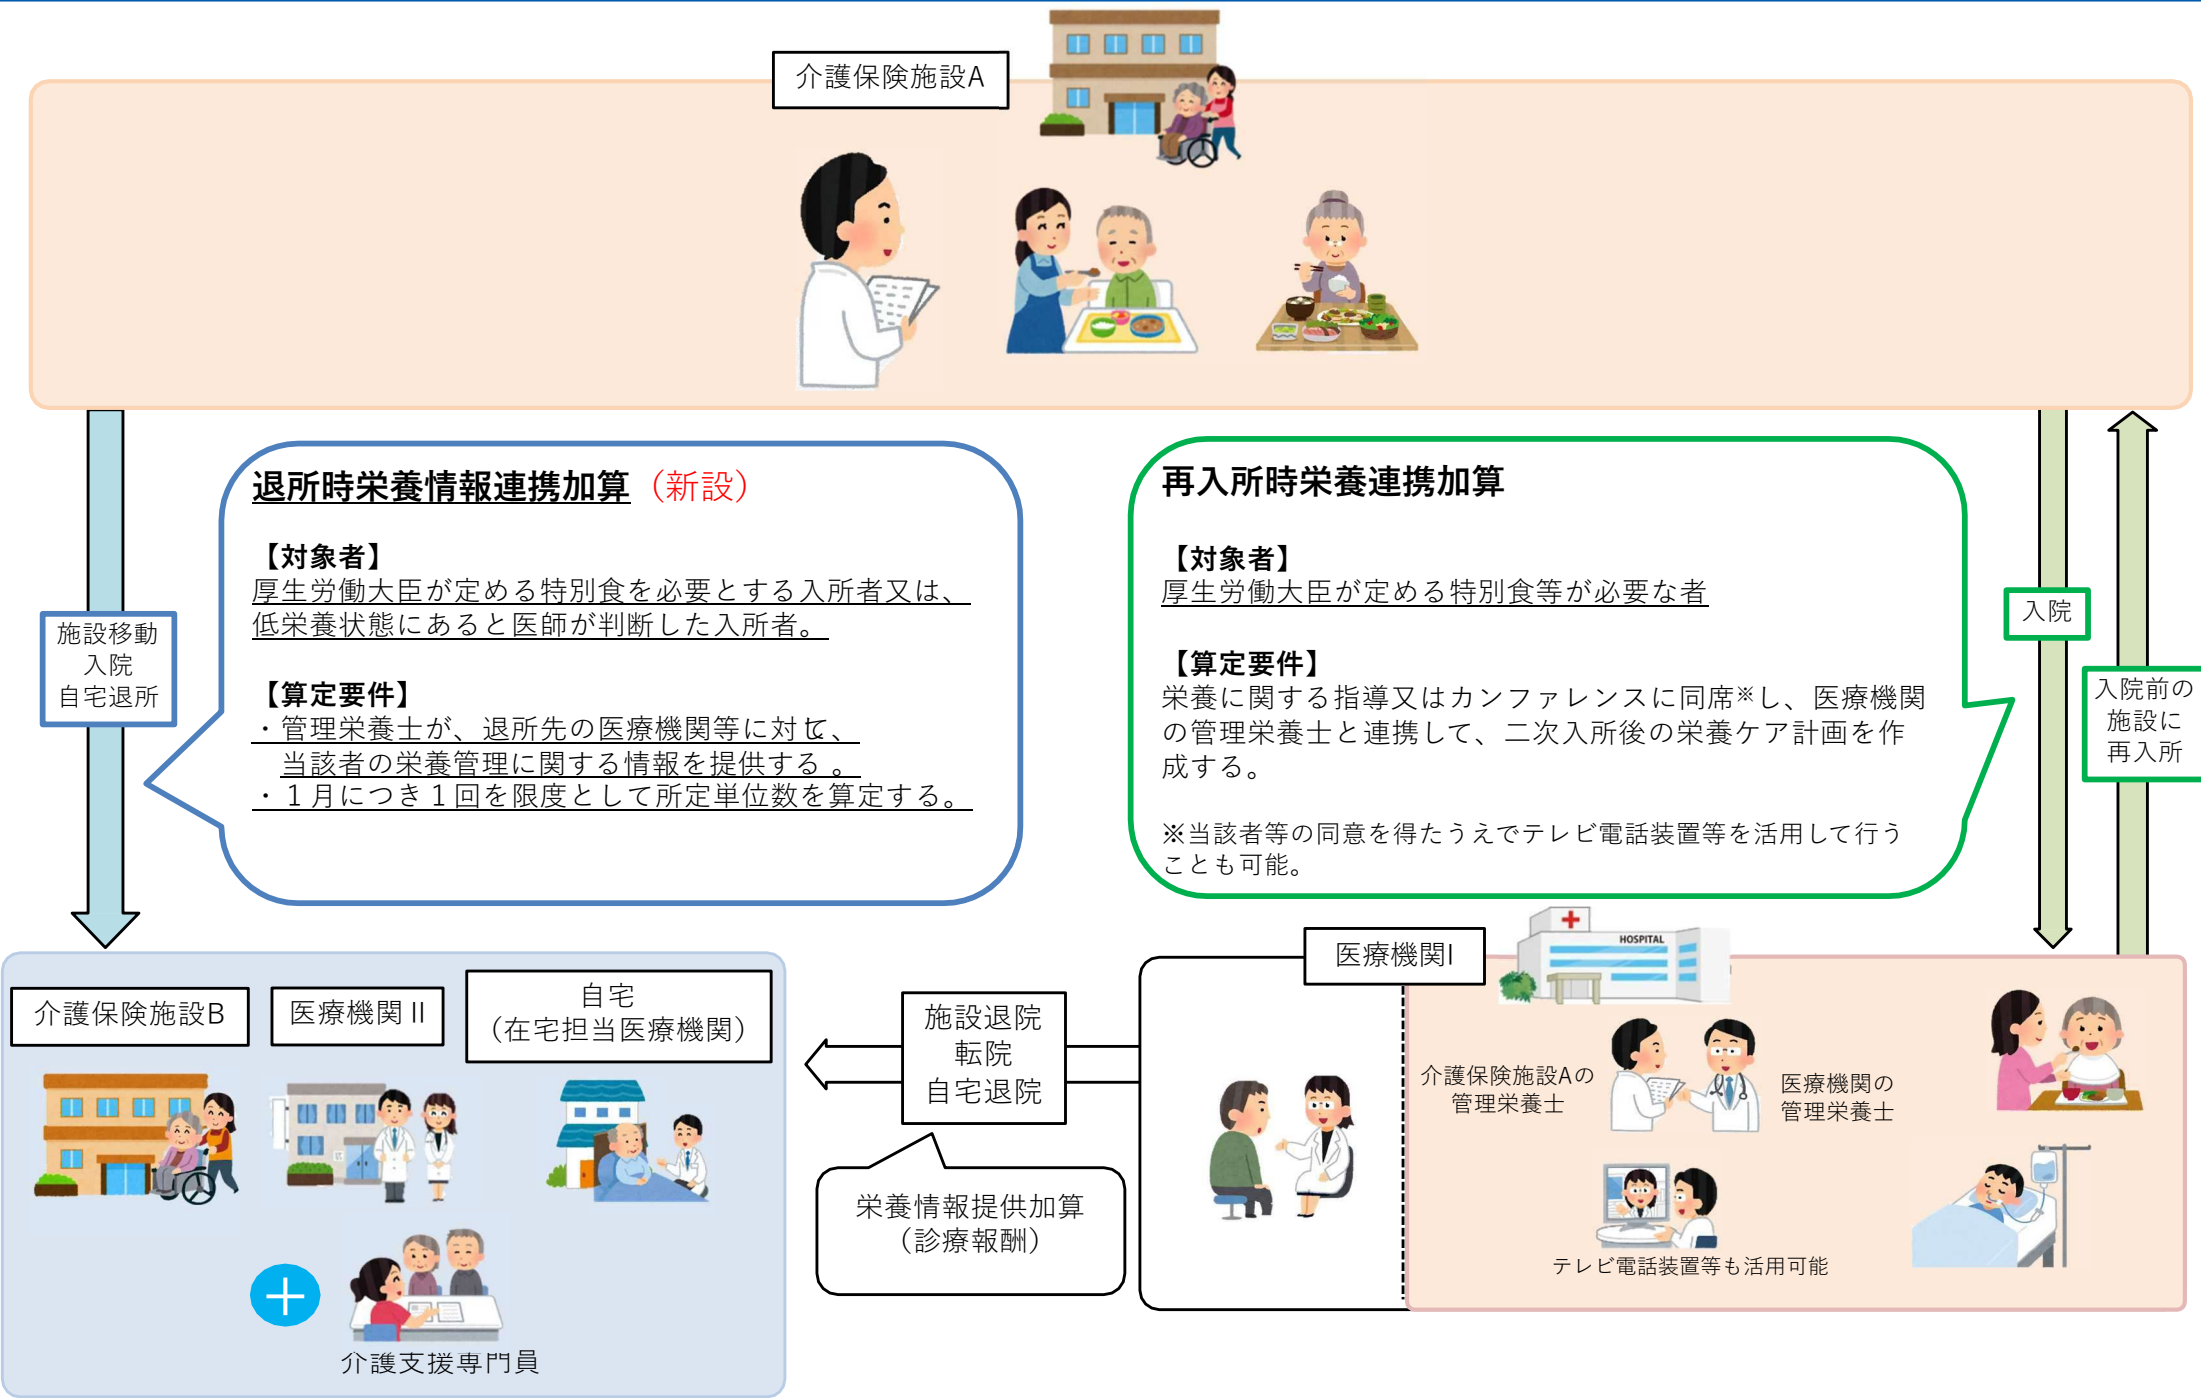 介護保険施設A
退所時栄養情報連携加算（新設）
【対象者】
厚生労働大臣が定める特別食を必要とする入所者又は、
低栄養状態にあると医師が判断した入所者。
【算定要件】
・管理栄養士が、退所先の医療機関等に対して、
当該者の栄養管理に関する情報を提供する 。
・１月につき１回を限度として所定単位数を算定する。
施設移動
入院
自宅退所
再入所時栄養連携加算
【対象者】
厚生労働大臣が定める特別食等が必要な者
【算定要件】
栄養に関する指導又はカンファレンスに同席※し、医療機関
の管理栄養士と連携して、二次入所後の栄養ケア計画を作
成する。
※当該者等の同意を得たうえでテレビ電話装置等を活用して行う
ことも可能。
入院
入院前の
施設に
再入所
介護保険施設B
医療機関Ⅱ
自宅
（在宅担当医療機関）
介護支援専門員
施設退院
転院
自宅退院
栄養情報提供加算
（診療報酬）
医療機関Ⅰ
HOSPITAL
介護保険施設Aの
管理栄養士
医療機関の
管理栄養士
テレビ電話装置等も活用可能